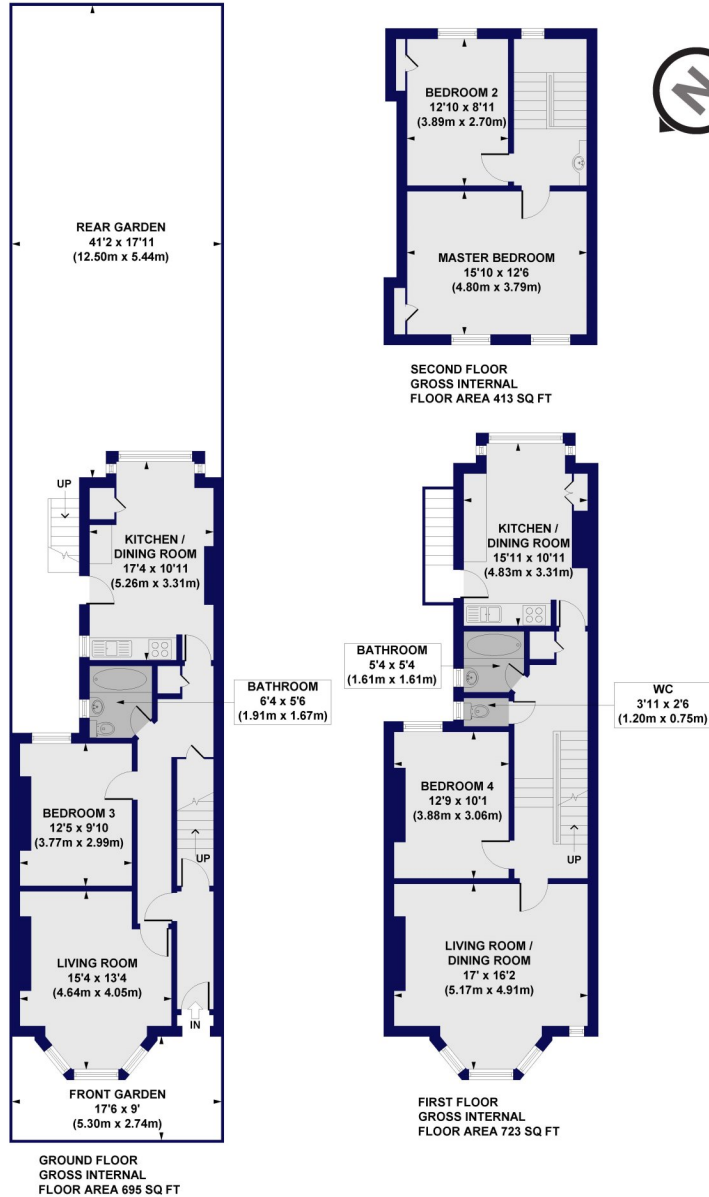 REAR GARDEN
41'2 x 17'11
(12.50m x 5.44m)
UP
KITCHEN /
DINING ROOM
17'4 x 10'11
(5.26m x 3.31m)
BATHROOM
6'4 x 5'6
(1.91m x 1.67m)
BEDROOM 3
12'5 x 9'10
(3.77m x 2.99m)
UP
LIVING ROOM
15'4 x 13'4
(4.64m x 4.05m)
IN
FRONT GARDEN
17'6 x 9'
(5.30m x 2.74m)
GROUND FLOOR
GROSS INTERNAL
FLOOR AREA 695 SQ FT
BEDROOM 2
12'10 x 8'11
(3.89m x 2.70m)
MASTER BEDROOM
15'10 x 12'6
(4.80m x 3.79m)
SECOND FLOOR
GROSS INTERNAL
FLOOR AREA 413 SQ FT
N
KITCHEN /
DINING ROOM
15'11 x 10'11
(4.83m x 3.31m)
BATHROOM
5'4 x 5'4
(1.61m x 1.61m)
WC
3'11 x 2'6
(1.20m x 0.75m)
BEDROOM 4
12'9 x 10'1
(3.88m x 3.06m)
UP
LIVING ROOM /
DINING ROOM
17' x 16'2
(5.17m x 4.91m)
FIRST FLOOR
GROSS INTERNAL
FLOOR AREA 723 SQ FT